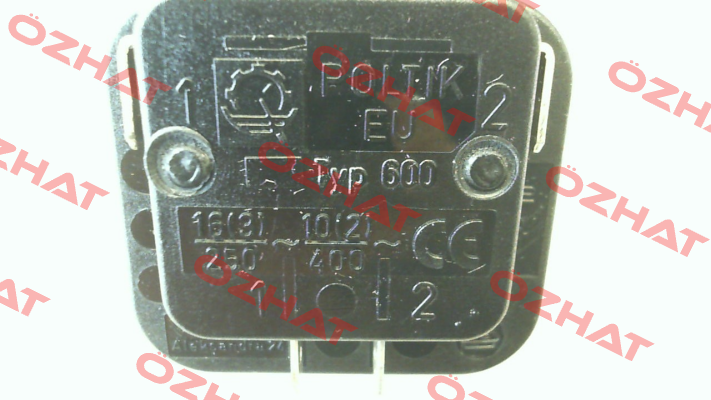 POLTIK
1 2
EU
Typ 600
16(3) ~ 10(2) ~ CE
250 400
1 2
ÖZHAT
ÖZHAT
ÖZHAT
ÖZHAT
ÖZHAT
ÖZHAT
ÖZHAT
ÖZHAT
ÖZHAT